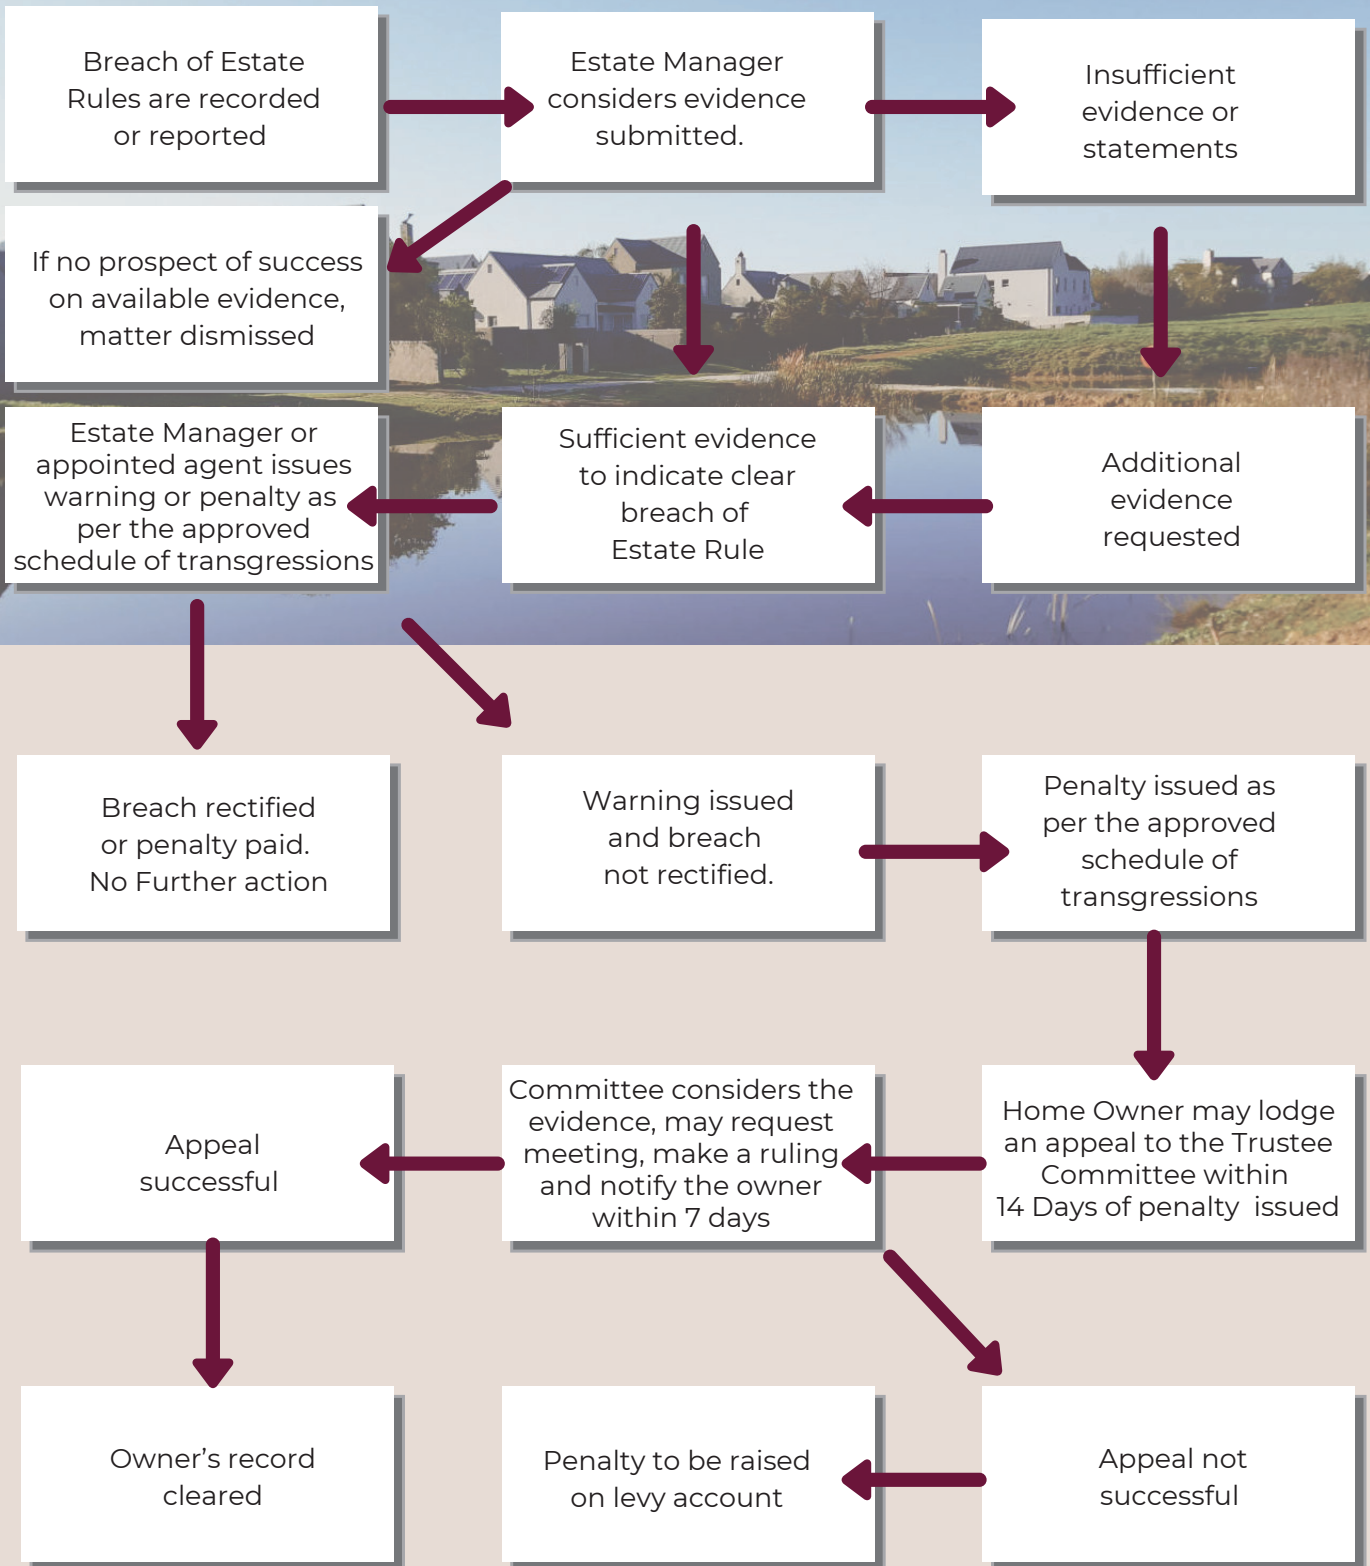 Breach of Estate
Rules are recorded
or reported
Estate Manager
considers evidence
submitted.
Insufficient
evidence or
statements
If no prospect of success
on available evidence,
matter dismissed
Estate Manager or
appointed agent issues
warning or penalty as
per the approved
schedule of transgressions
Sufficient evidence
to indicate clear
breach of
Estate Rule
Additional
evidence
requested
Breach rectified
or penalty paid.
No Further action
Warning issued
and breach
not rectified.
Penalty issued as
per the approved
schedule of
transgressions
Appeal
successful
Committee considers the
evidence, may request
meeting, make a ruling
and notify the owner
within 7 days
Home Owner may lodge
an appeal to the Trustee
Committee within
14 Days of penalty  issued
Owner’s record
cleared
Penalty to be raised
on levy account
Appeal not
successful